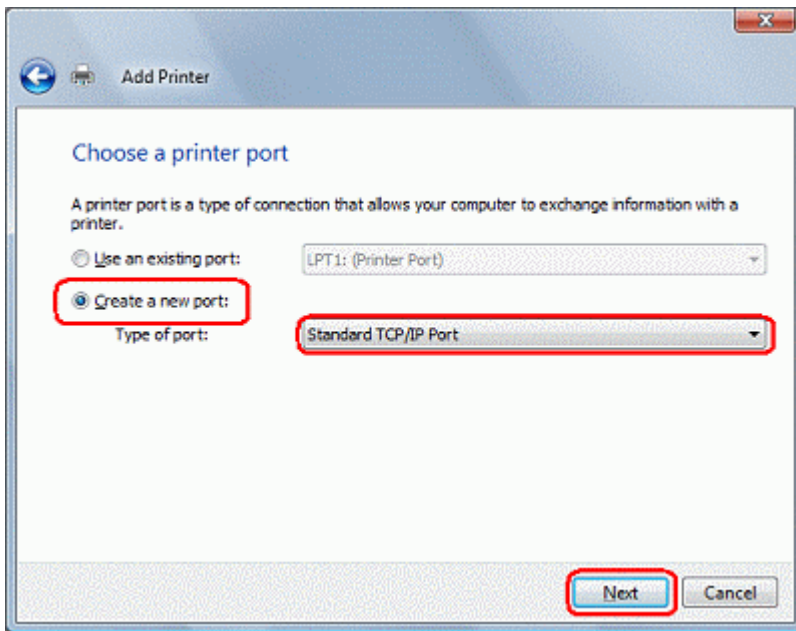 Add Printer
Choose a printer port
A printer port is a type of connection that allows your computer to exchange information with a
printer.
Use an existing port:
LPT1: (Printer Port)
Create a new port:
Type of port:
Standard TCP/IP Port
Next
Cancel